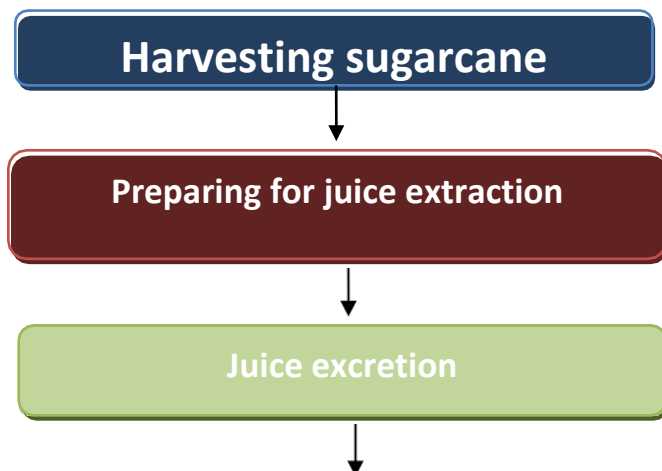 Harvesting sugarcane
Preparing for juice extraction
Juice excretion